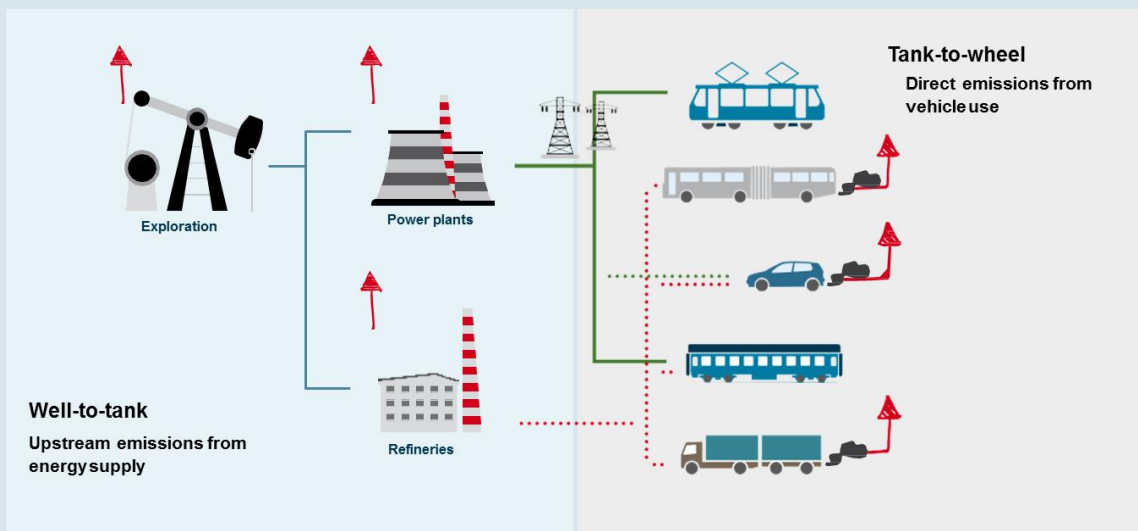 Tank-to-wheel
Direct emissions from
vehicle use
Exploration
Power plants
Well-to-tank
Upstream emissions from
energy supply
Refineries